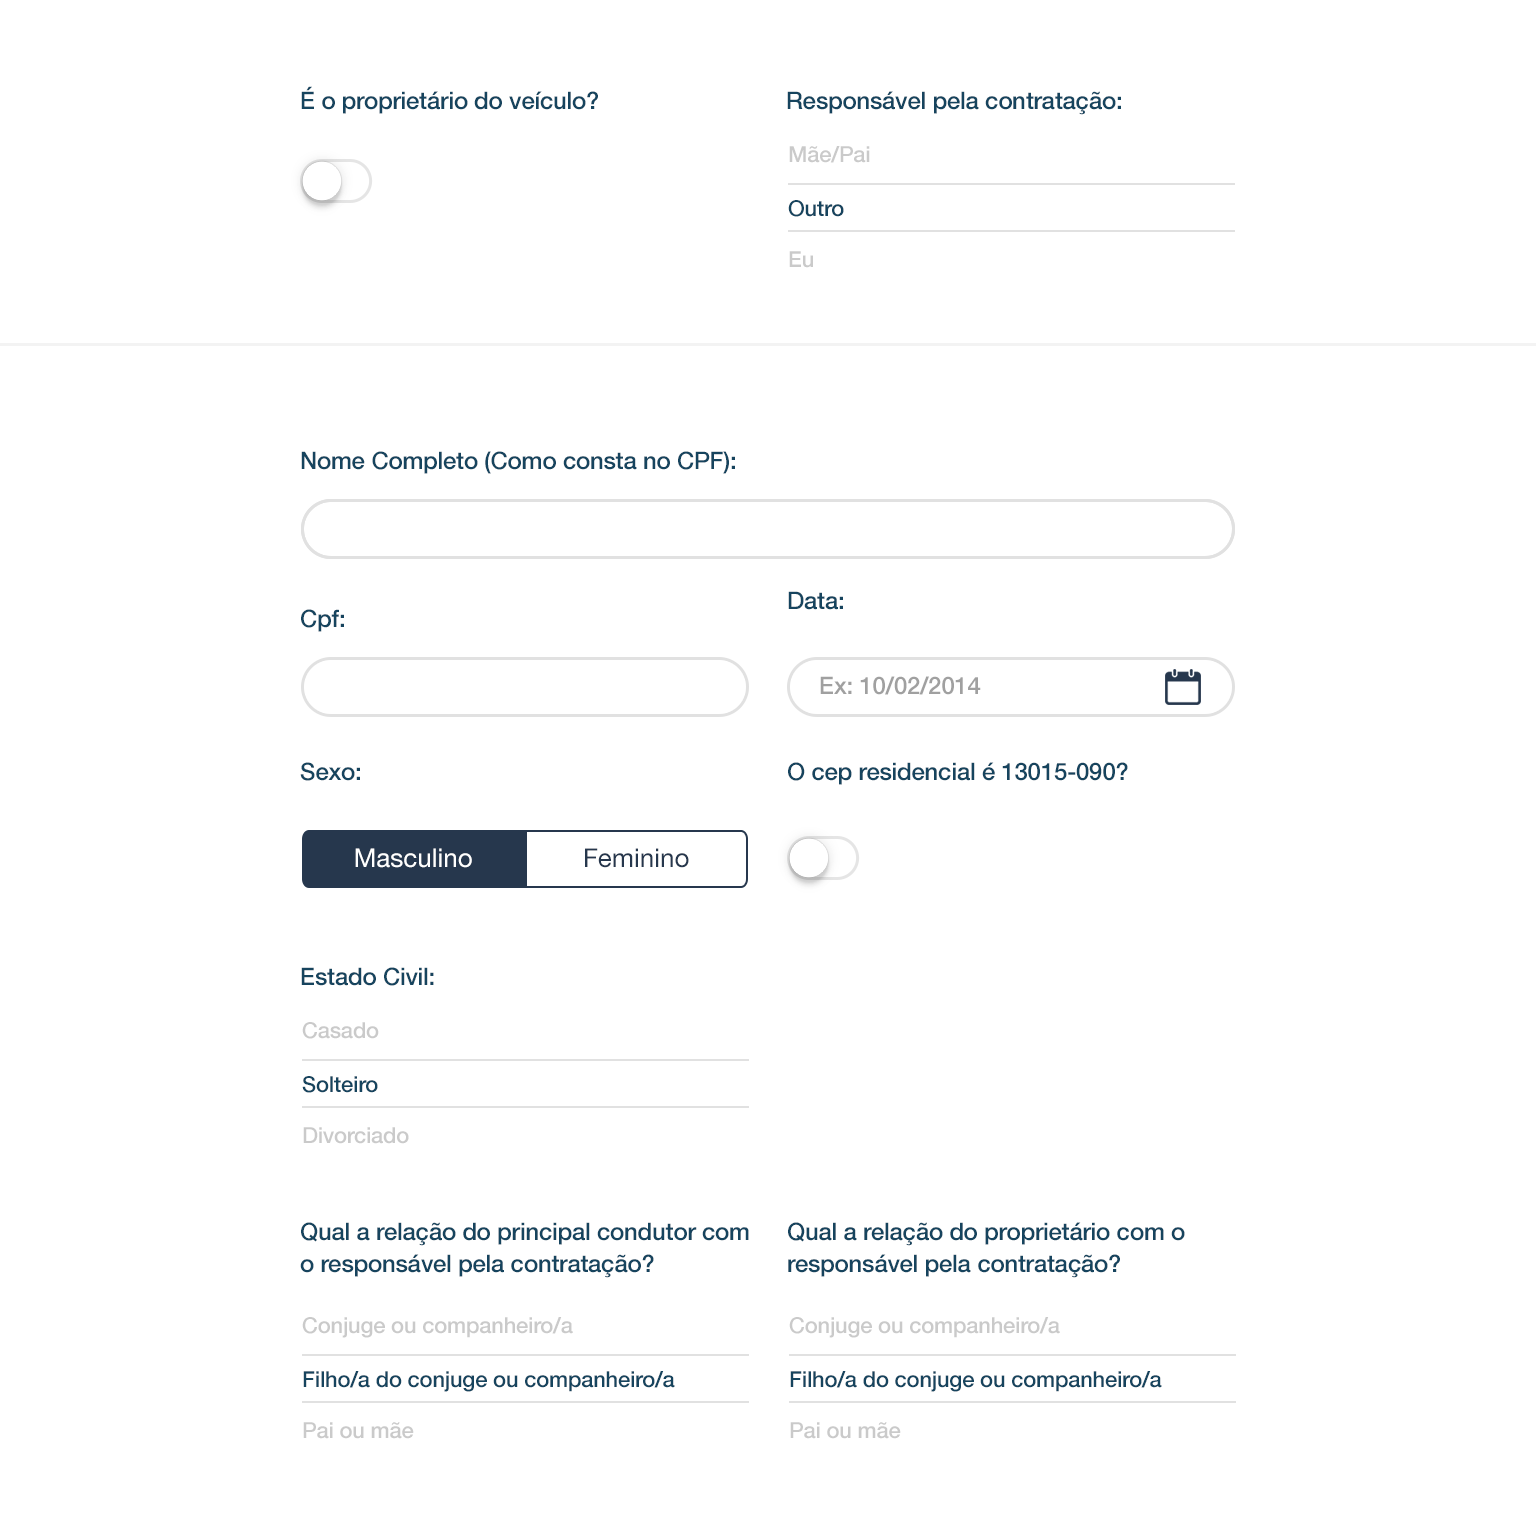 É o proprietário do veículo?
Responsável pela contratação:
Mãe/Pai
Outro
Eu
Nome Completo (Como consta no CPF):
Cpf:
Data:
Ex: 10/02/2014
Sexo:
Masculino
Feminino
O cep residencial é 13015-090?
Estado Civil:
Casado
Solteiro
Divorciado
Qual a relação do principal condutor com
o responsável pela contratação?
Conjuge ou companheiro/a
Filho/a do conjuge ou companheiro/a
Pai ou mãe
Qual a relação do proprietário com o
responsável pela contratação?
Conjuge ou companheiro/a
Filho/a do conjuge ou companheiro/a
Pai ou mãe